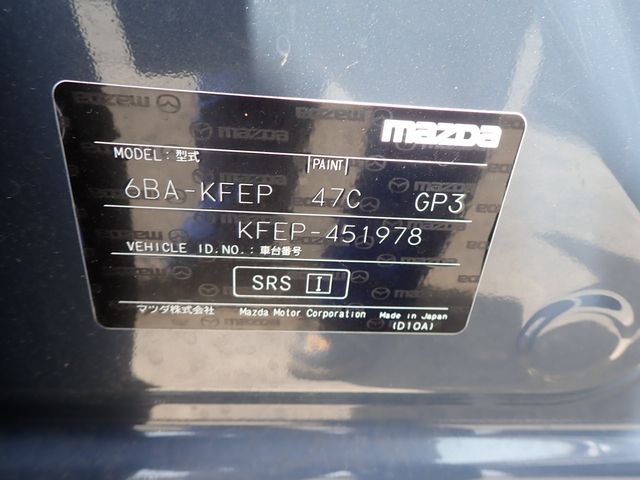 mazda
MODEL:型式 PAINT
6BA-KFEP 47C GP3
KFEP-451978
VEHICLE ID.NO.:車台番号
SRS I
マツダ株式会社 Mazda Motor Corporation Made in Japan
(D10A)